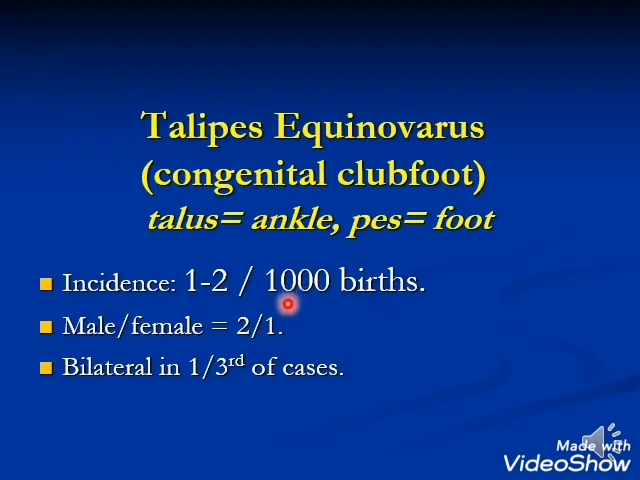 Talipes Equinovarus
(congenital clubfoot)
talus= ankle, pes= foot
Incidence: 1-2 / 1000 births.
Male/female = 2/1.
Bilateral in 1/3rd of cases.
Made with
VideoShow